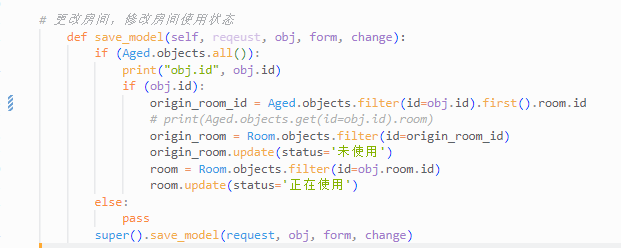 # 更改房间，修改房间使用状态
def save_model(self, reqeust, obj, form, change):
if (Aged.objects.all()):
print("obj.id", obj.id)
if (obj.id):
origin_room_id = Aged.objects.filter(id=obj.id).first().room.id
# print(Aged.objects.get(id=obj.id).room)
origin_room = Room.objects.filter(id=origin_room_id)
origin_room.update(status='未使用')
room = Room.objects.filter(id=obj.room.id)
room.update(status='正在使用')
else:
pass
super().save_model(request, obj, form, change)